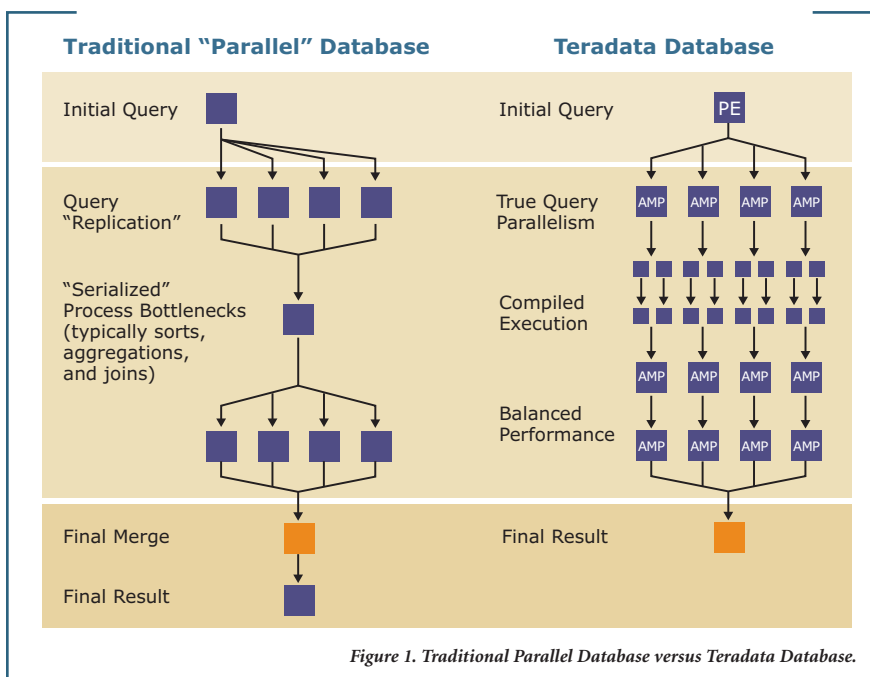 Traditional “Parallel” Database
Initial Query
Query
“Replication”
“Serialized”
Process Bottlenecks
(typically sorts,
aggregations,
and joins)
Final Merge
Final Result
Teradata Database
Initial Query
PE
True Query
Parallelism
AMP AMP AMP AMP
Compiled
Execution
AMP AMP AMP AMP
Balanced
Performance
AMP AMP AMP AMP
Final Result
Figure 1. Traditional Parallel Database versus Teradata Database.